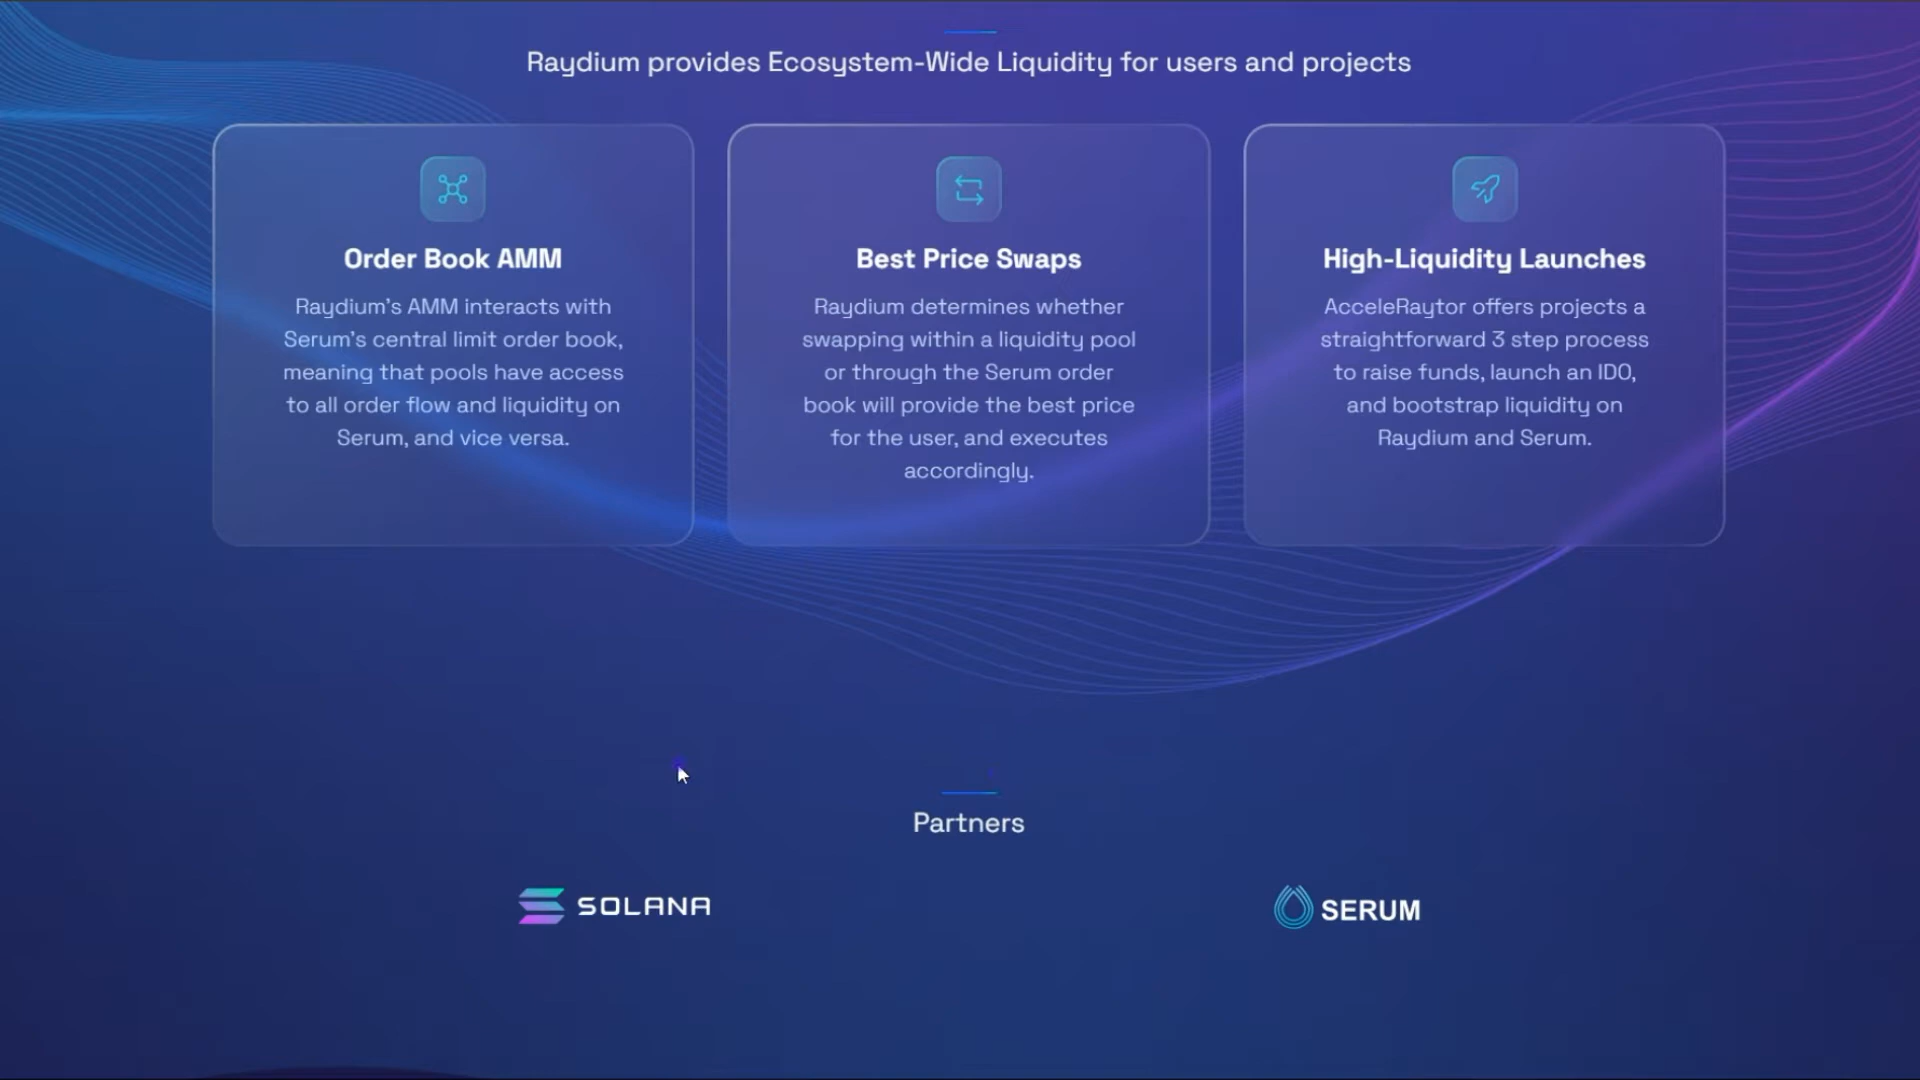 Raydium provides Ecosystem-Wide Liquidity for users and projects
Order Book AMM
Raydium's AMM interacts with
Serum's central limit order book,
meaning that pools have access
to all order flow and liquidity on
Serum, and vice versa.
Best Price Swaps
Raydium determines whether
swapping within a liquidity pool
or through the Serum order
book will provide the best price
for the user, and executes
accordingly.
High-Liquidity Launches
AcceleRaytor offers projects a
straightforward 3 step process
to raise funds, launch an IDO,
and bootstrap liquidity on
Raydium and Serum.
Partners
SOLANA
SERUM